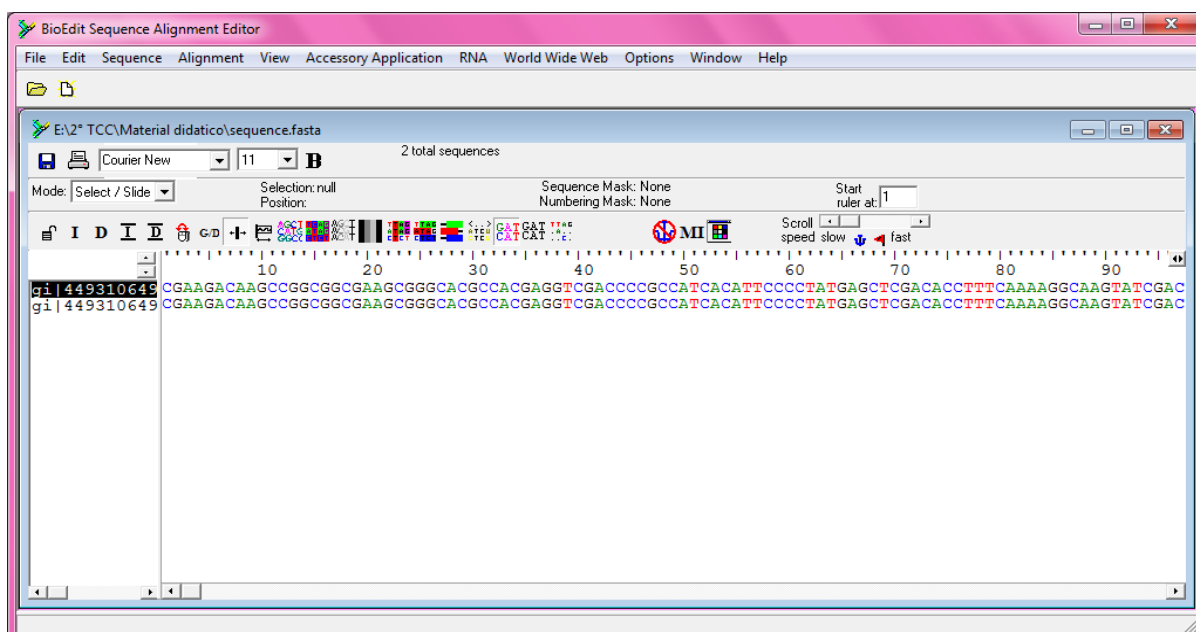 BioEdit Sequence Alignment Editor
File Edit Sequence Alignment View Accessory Application RNA World Wide Web Options Window Help
E:\2° TCC\Material didatico\sequence.fasta
Courier New 11 B 2 total sequences
Mode: Select / Slide Selection: null Sequence Mask: None Start
Position: Numbering Mask: None ruler at: 1
I D I D G/D MII Scroll
speed slow fast
10 20 30 40 50 60 70 80 90
gi|449310649 CGAAGACAAGCCGGCGGCGAAGCGGGCACGCCACGAGGTCGACCCCGCCATCACATTCCCCTATGAGCTCGACACCTTTCAAAAGGCAAGTATCGAC
gi|449310649 CGAAGACAAGCCGGCGGCGAAGCGGGCACGCCACGAGGTCGACCCCGCCATCACATTCCCCTATGAGCTCGACACCTTTCAAAAGGCAAGTATCGAC